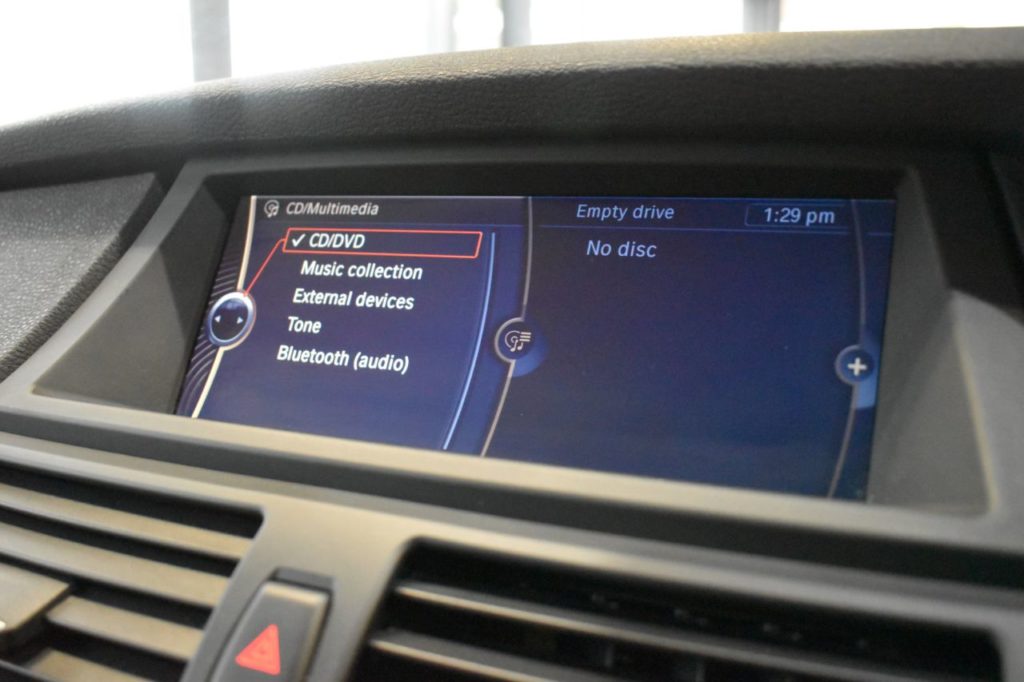 CD/Multimedia
✓ CD/DVD
Music collection
External devices
Tone
Bluetooth (audio)
Empty drive
1:29 pm
No disc